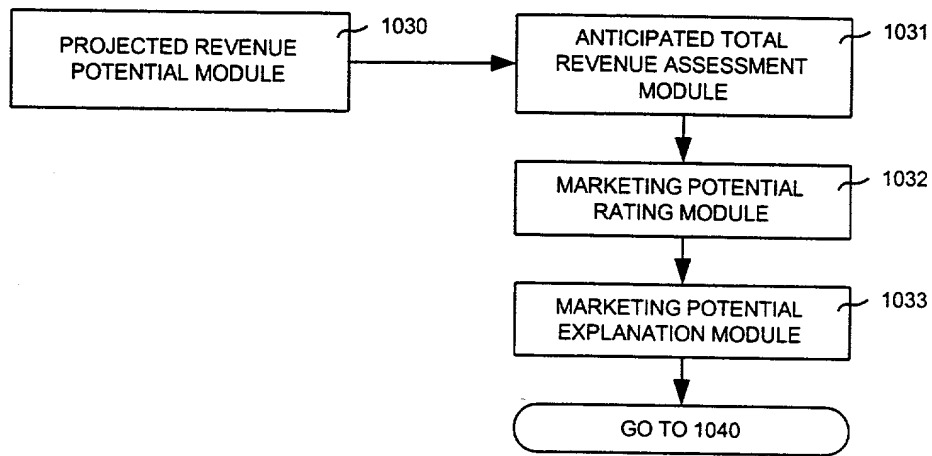 PROJECTED REVENUE
POTENTIAL MODULE
1030
ANTICIPATED TOTAL
REVENUE ASSESSMENT
MODULE
1031
MARKETING POTENTIAL
RATING MODULE
1032
MARKETING POTENTIAL
EXPLANATION MODULE
1033
GO TO 1040